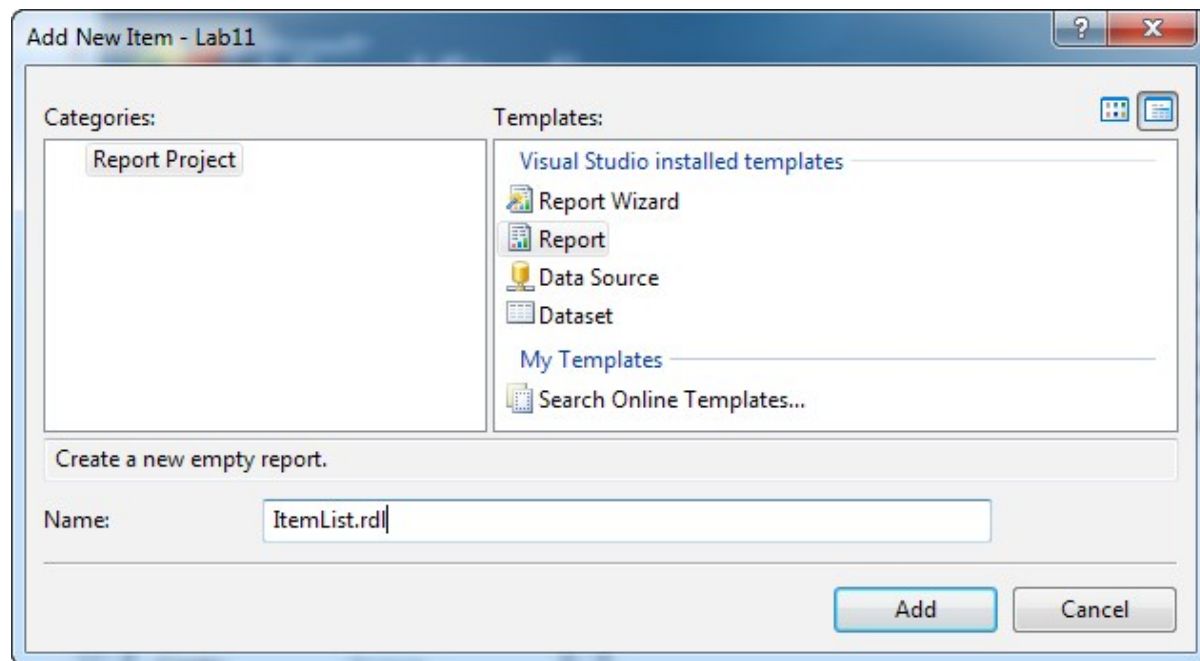 Add New Item - Lab11
?
X
Categories:
Templates:
Report Project
Visual Studio installed templates
Report Wizard
Report
Data Source
Dataset
My Templates
Search Online Templates...
Create a new empty report.
Name:
ItemList.rdl
Add
Cancel